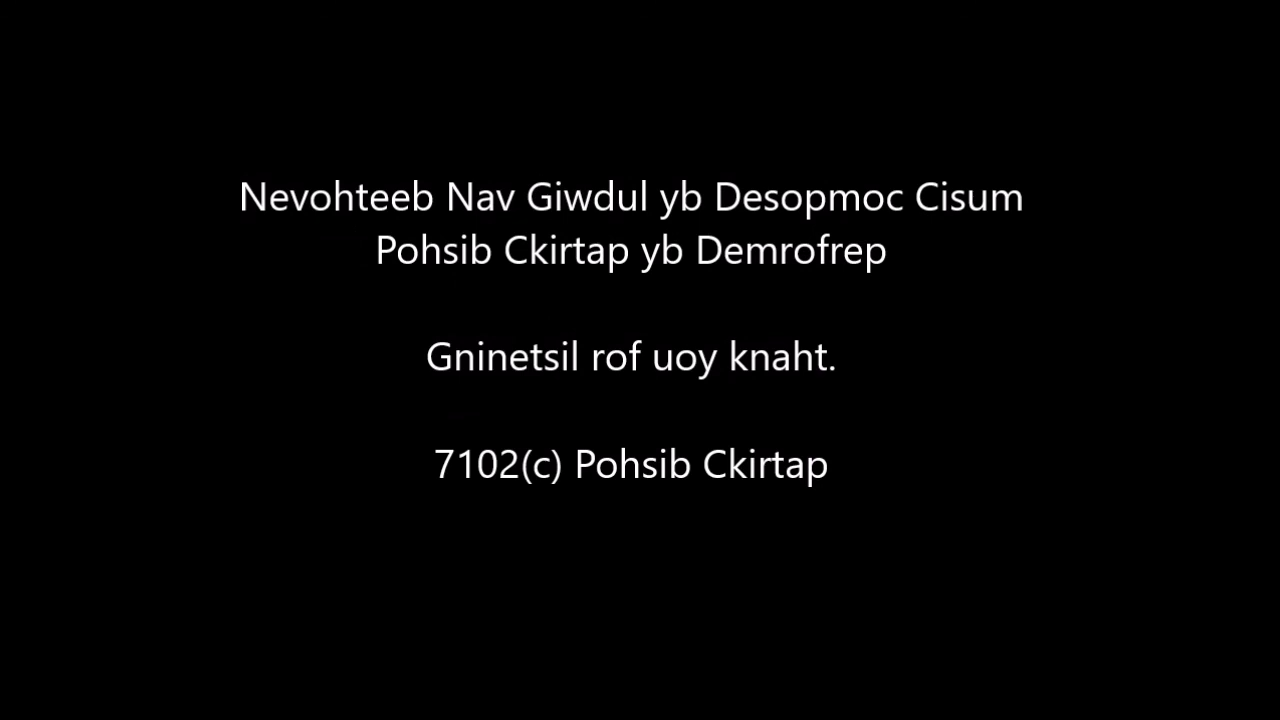 Nevohteeb Nav Giwdul yb Desopmoc Cisum
Pohsib Ckirtap yb Demrofrep
Gninetsil rof uoy knaht.
7102(c) Pohsib Ckirtap